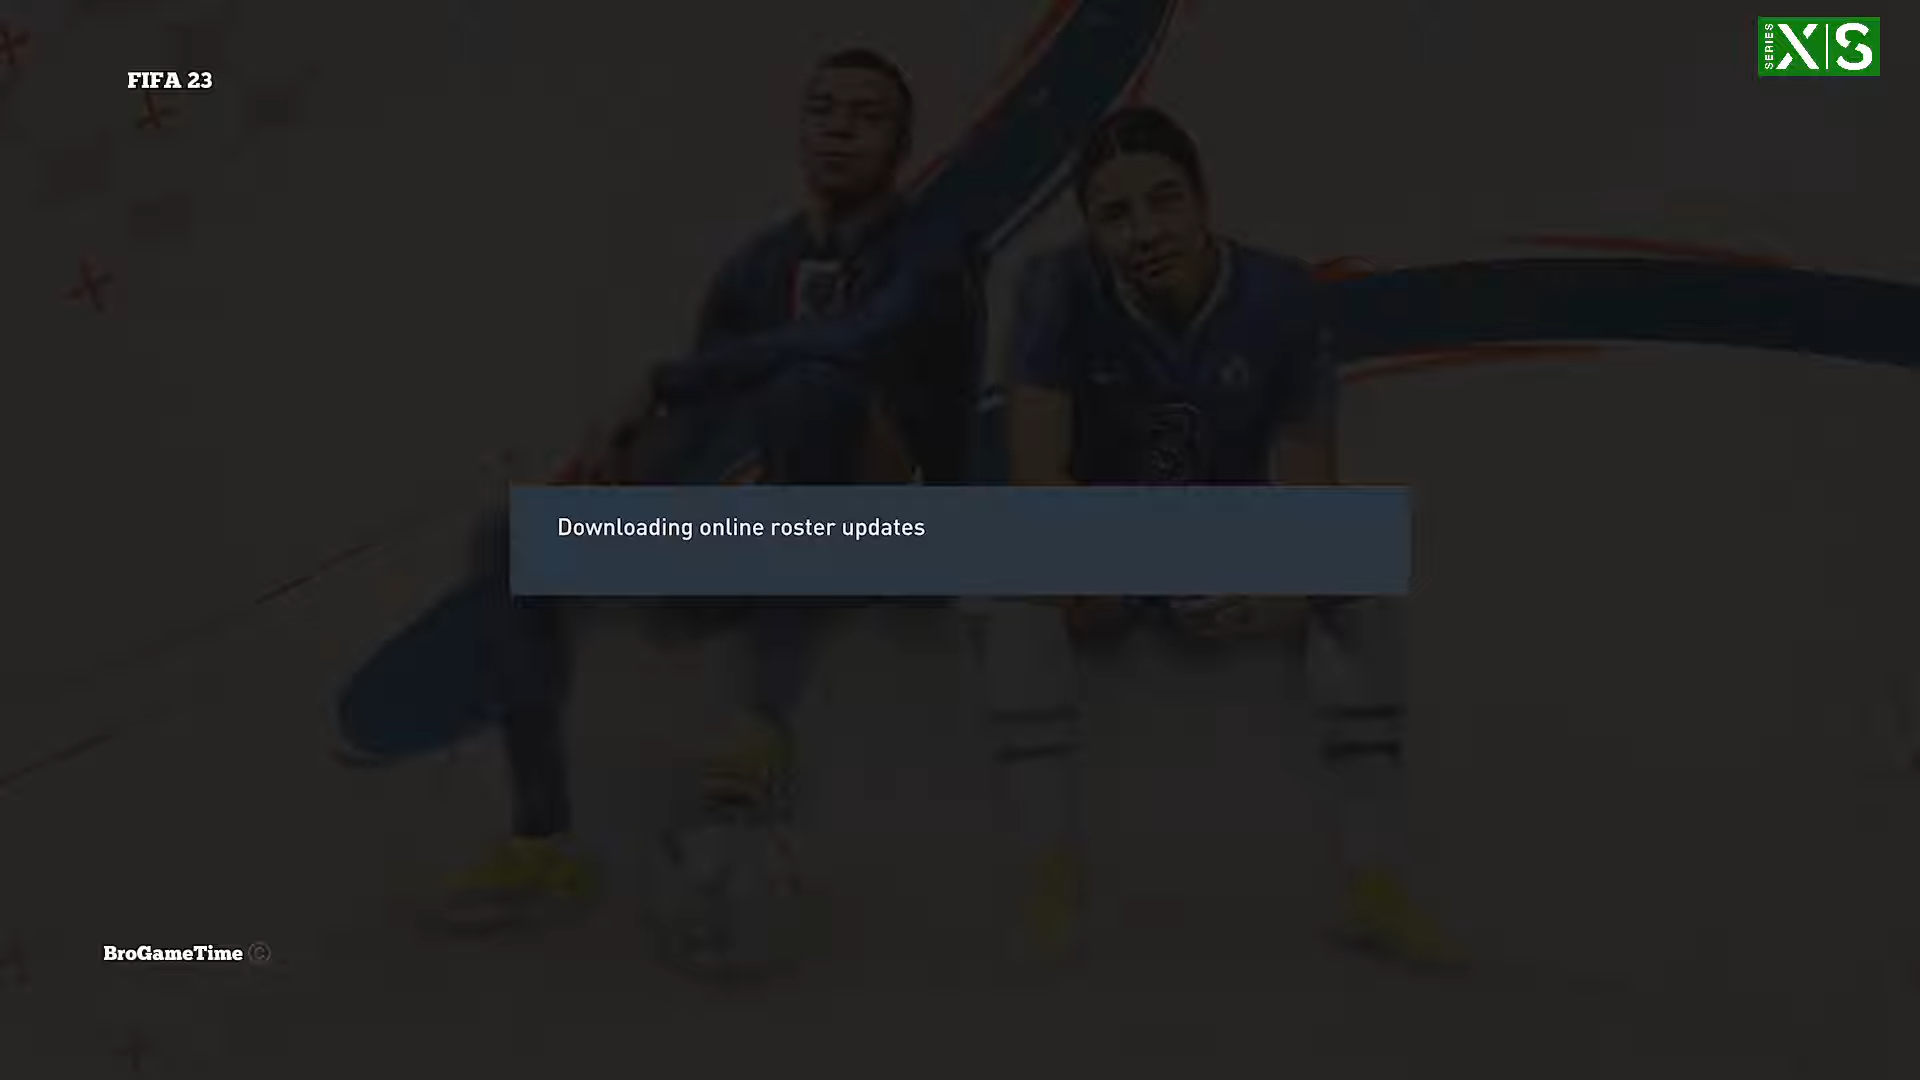 FIFA 23
SERIES X|S
Downloading online roster updates
BroGameTime ©